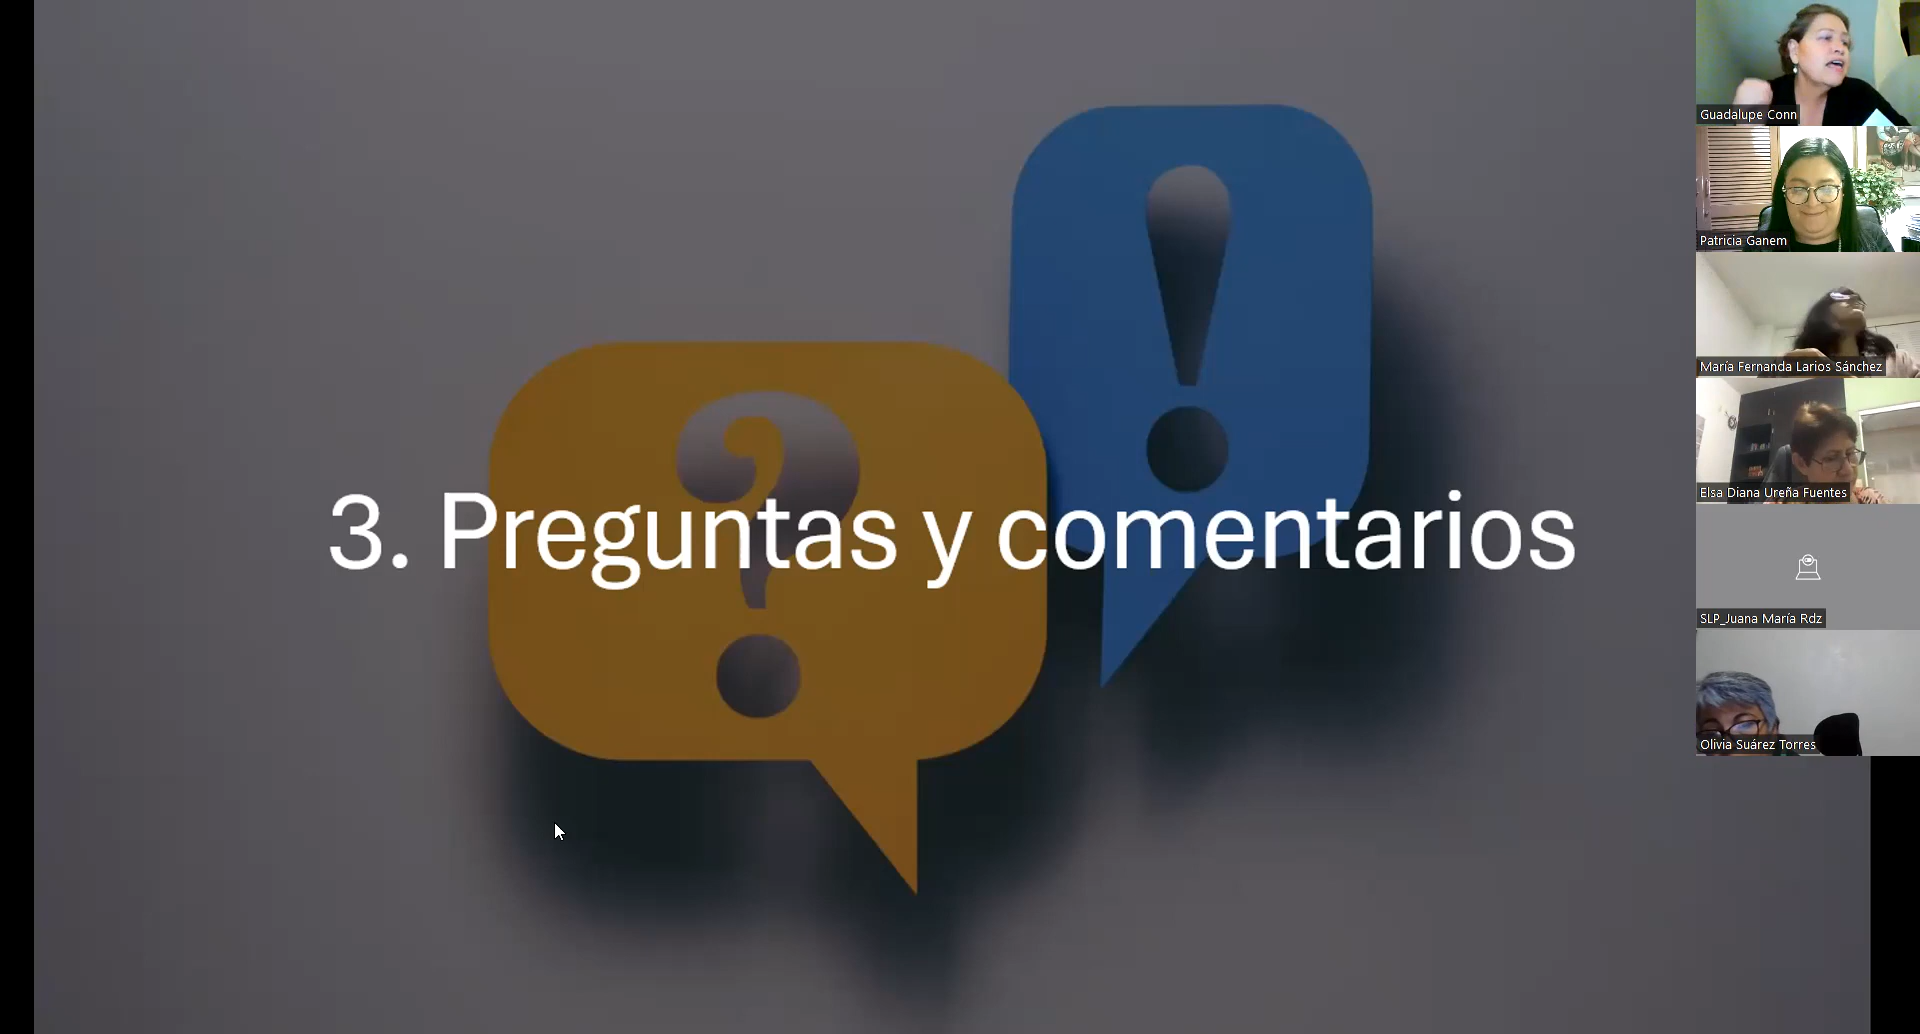 3. Preguntas y comentarios
Guadalupe Conn
Patricia Ganem
María Fernanda Larios Sánchez
Elsa Diana Ureña Fuentes
SLP_Juana María Rdz
Olivia Suárez Torres